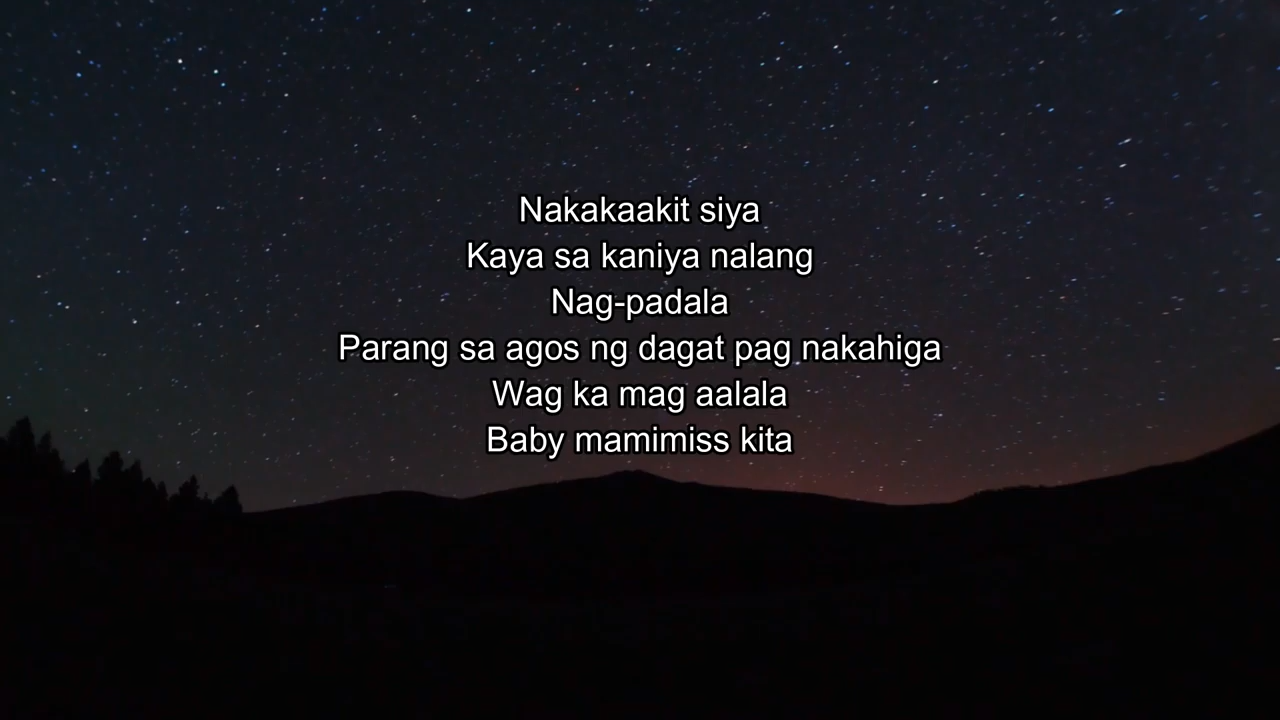 Nakakaakit siya
Kaya sa kaniya nalang
Nag-padala
Parang sa agos ng dagat pag nakahiga
Wag ka mag aalala
Baby mamimiss kita